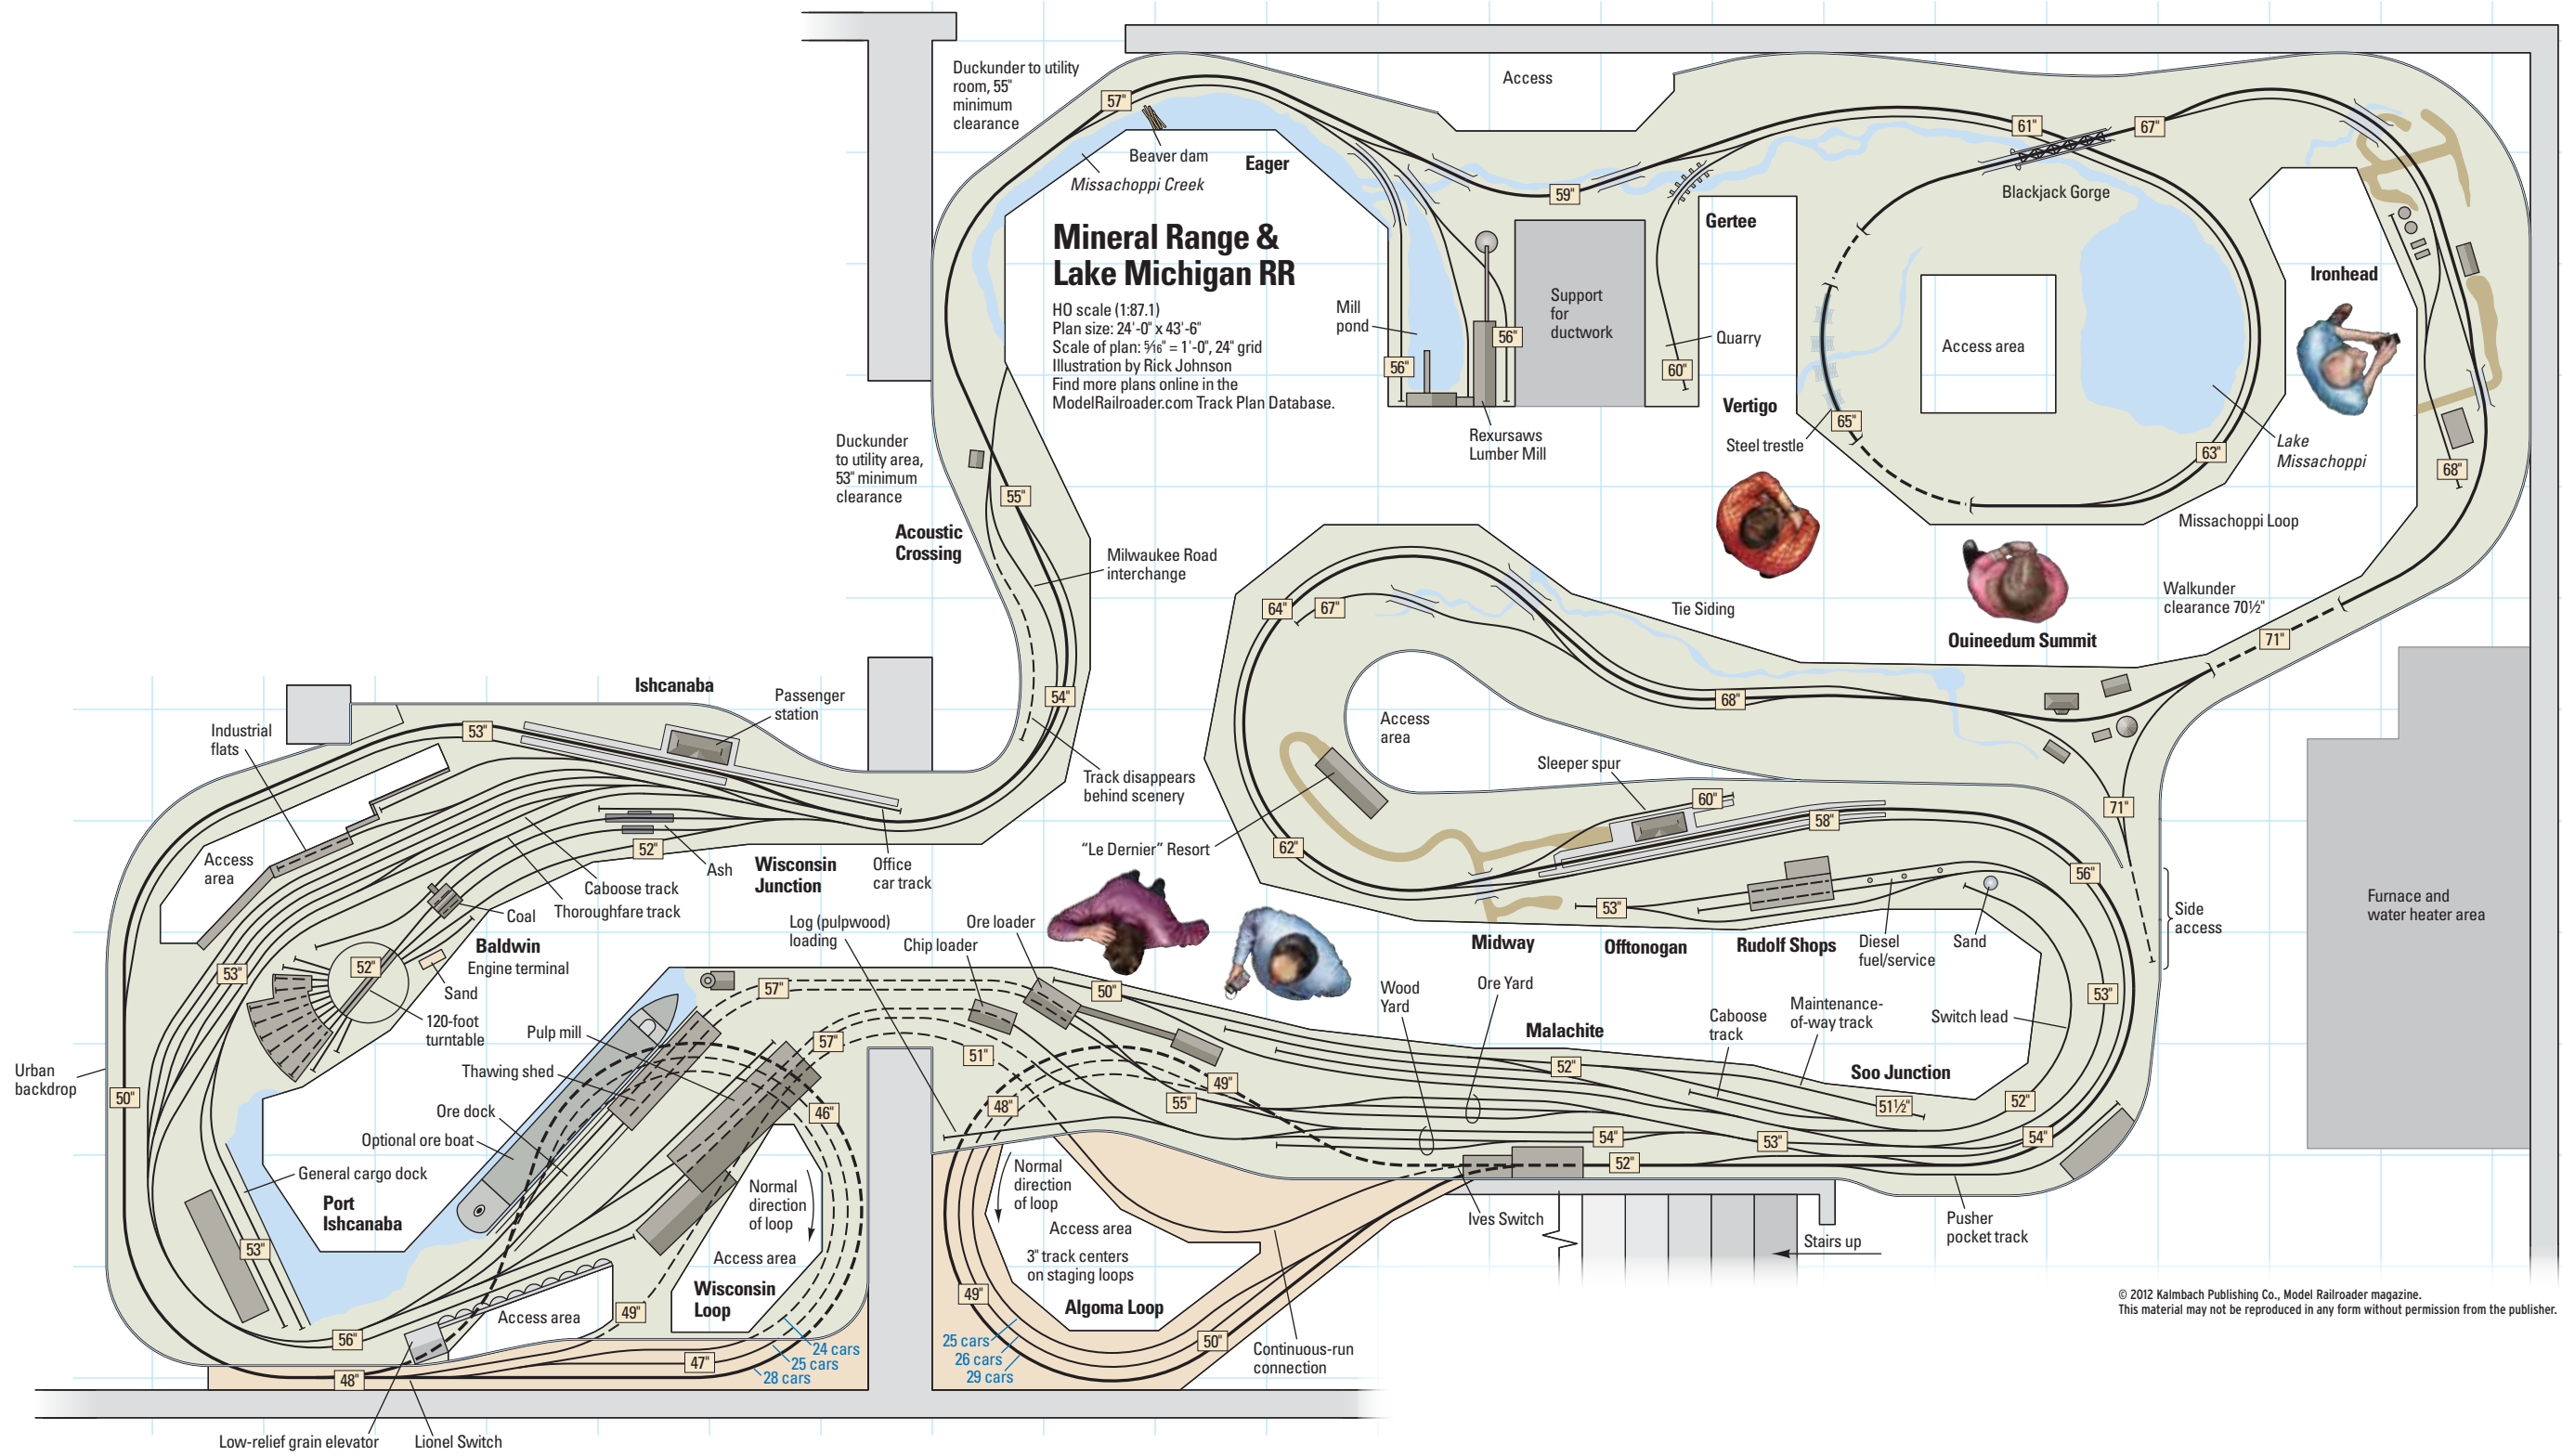 Duckunder to utility
room, 55"
minimum
clearance
57"
Beaver dam
Missachoppi Creek
Eager
Access
59"
61"
67"
Blackjack Gorge
Gertee
Ironhead
Mineral Range &
Lake Michigan RR
HO scale (1:87.1)
Plan size: 24'-0" x 43'-6"
Scale of plan: 5/16" = 1'-0", 24" grid
Illustration by Rick Johnson
Find more plans online in the
ModelRailroader.com Track Plan Database.
Mill
pond
56"
56"
Support
for
ductwork
Quarry
60"
Access area
Rexursaws
Lumber Mill
Vertigo
Steel trestle
65"
63"
Lake
Missachoppi
68"
Missachoppi Loop
Duckunder
to utility area,
53" minimum
clearance
55"
Acoustic
Crossing
Milwaukee Road
interchange
64"
67"
Tie Siding
Ouineedum Summit
Walkunder
clearance 70½"
71"
68"
54"
Track disappears
behind scenery
Ishcanaba
Passenger
station
Industrial
flats
53"
Access
area
Sleeper spur
60"
58"
71"
"Le Dernier" Resort
62"
56"
Access
area
52"
Ash
Wisconsin
Junction
Office
car track
Caboose track
Thoroughfare track
Coal
Baldwin
Engine terminal
53"
52"
Sand
120-foot
turntable
Log (pulpwood)
loading
Chip loader
Ore loader
Midway
53"
Offtonogan
Rudolf Shops
Diesel
fuel/service
Sand
Side
access
Furnace and
water heater area
57"
50"
Wood
Yard
Ore Yard
Malachite
Caboose
track
Maintenance-
of-way track
Switch lead
53"
Pulp mill
57"
51"
Thawing shed
Urban
backdrop
50"
Ore dock
Optional ore boat
General cargo dock
Port
Ishcanaba
46"
48"
49"
55"
52"
Soo Junction
51½"
52"
54"
53"
54"
52"
Normal
direction
of loop
Access area
Wisconsin
Loop
Normal
direction
of loop
Access area
3" track centers
on staging loops
Algoma Loop
Ives Switch
Stairs up
Pusher
pocket track
53"
49"
Access area
56"
48"
47"
24 cars
25 cars
28 cars
49"
25 cars
26 cars
29 cars
50"
Continuous-run
connection
Low-relief grain elevator
Lionel Switch
© 2012 Kalmbach Publishing Co., Model Railroader magazine.
This material may not be reproduced in any form without permission from the publisher.